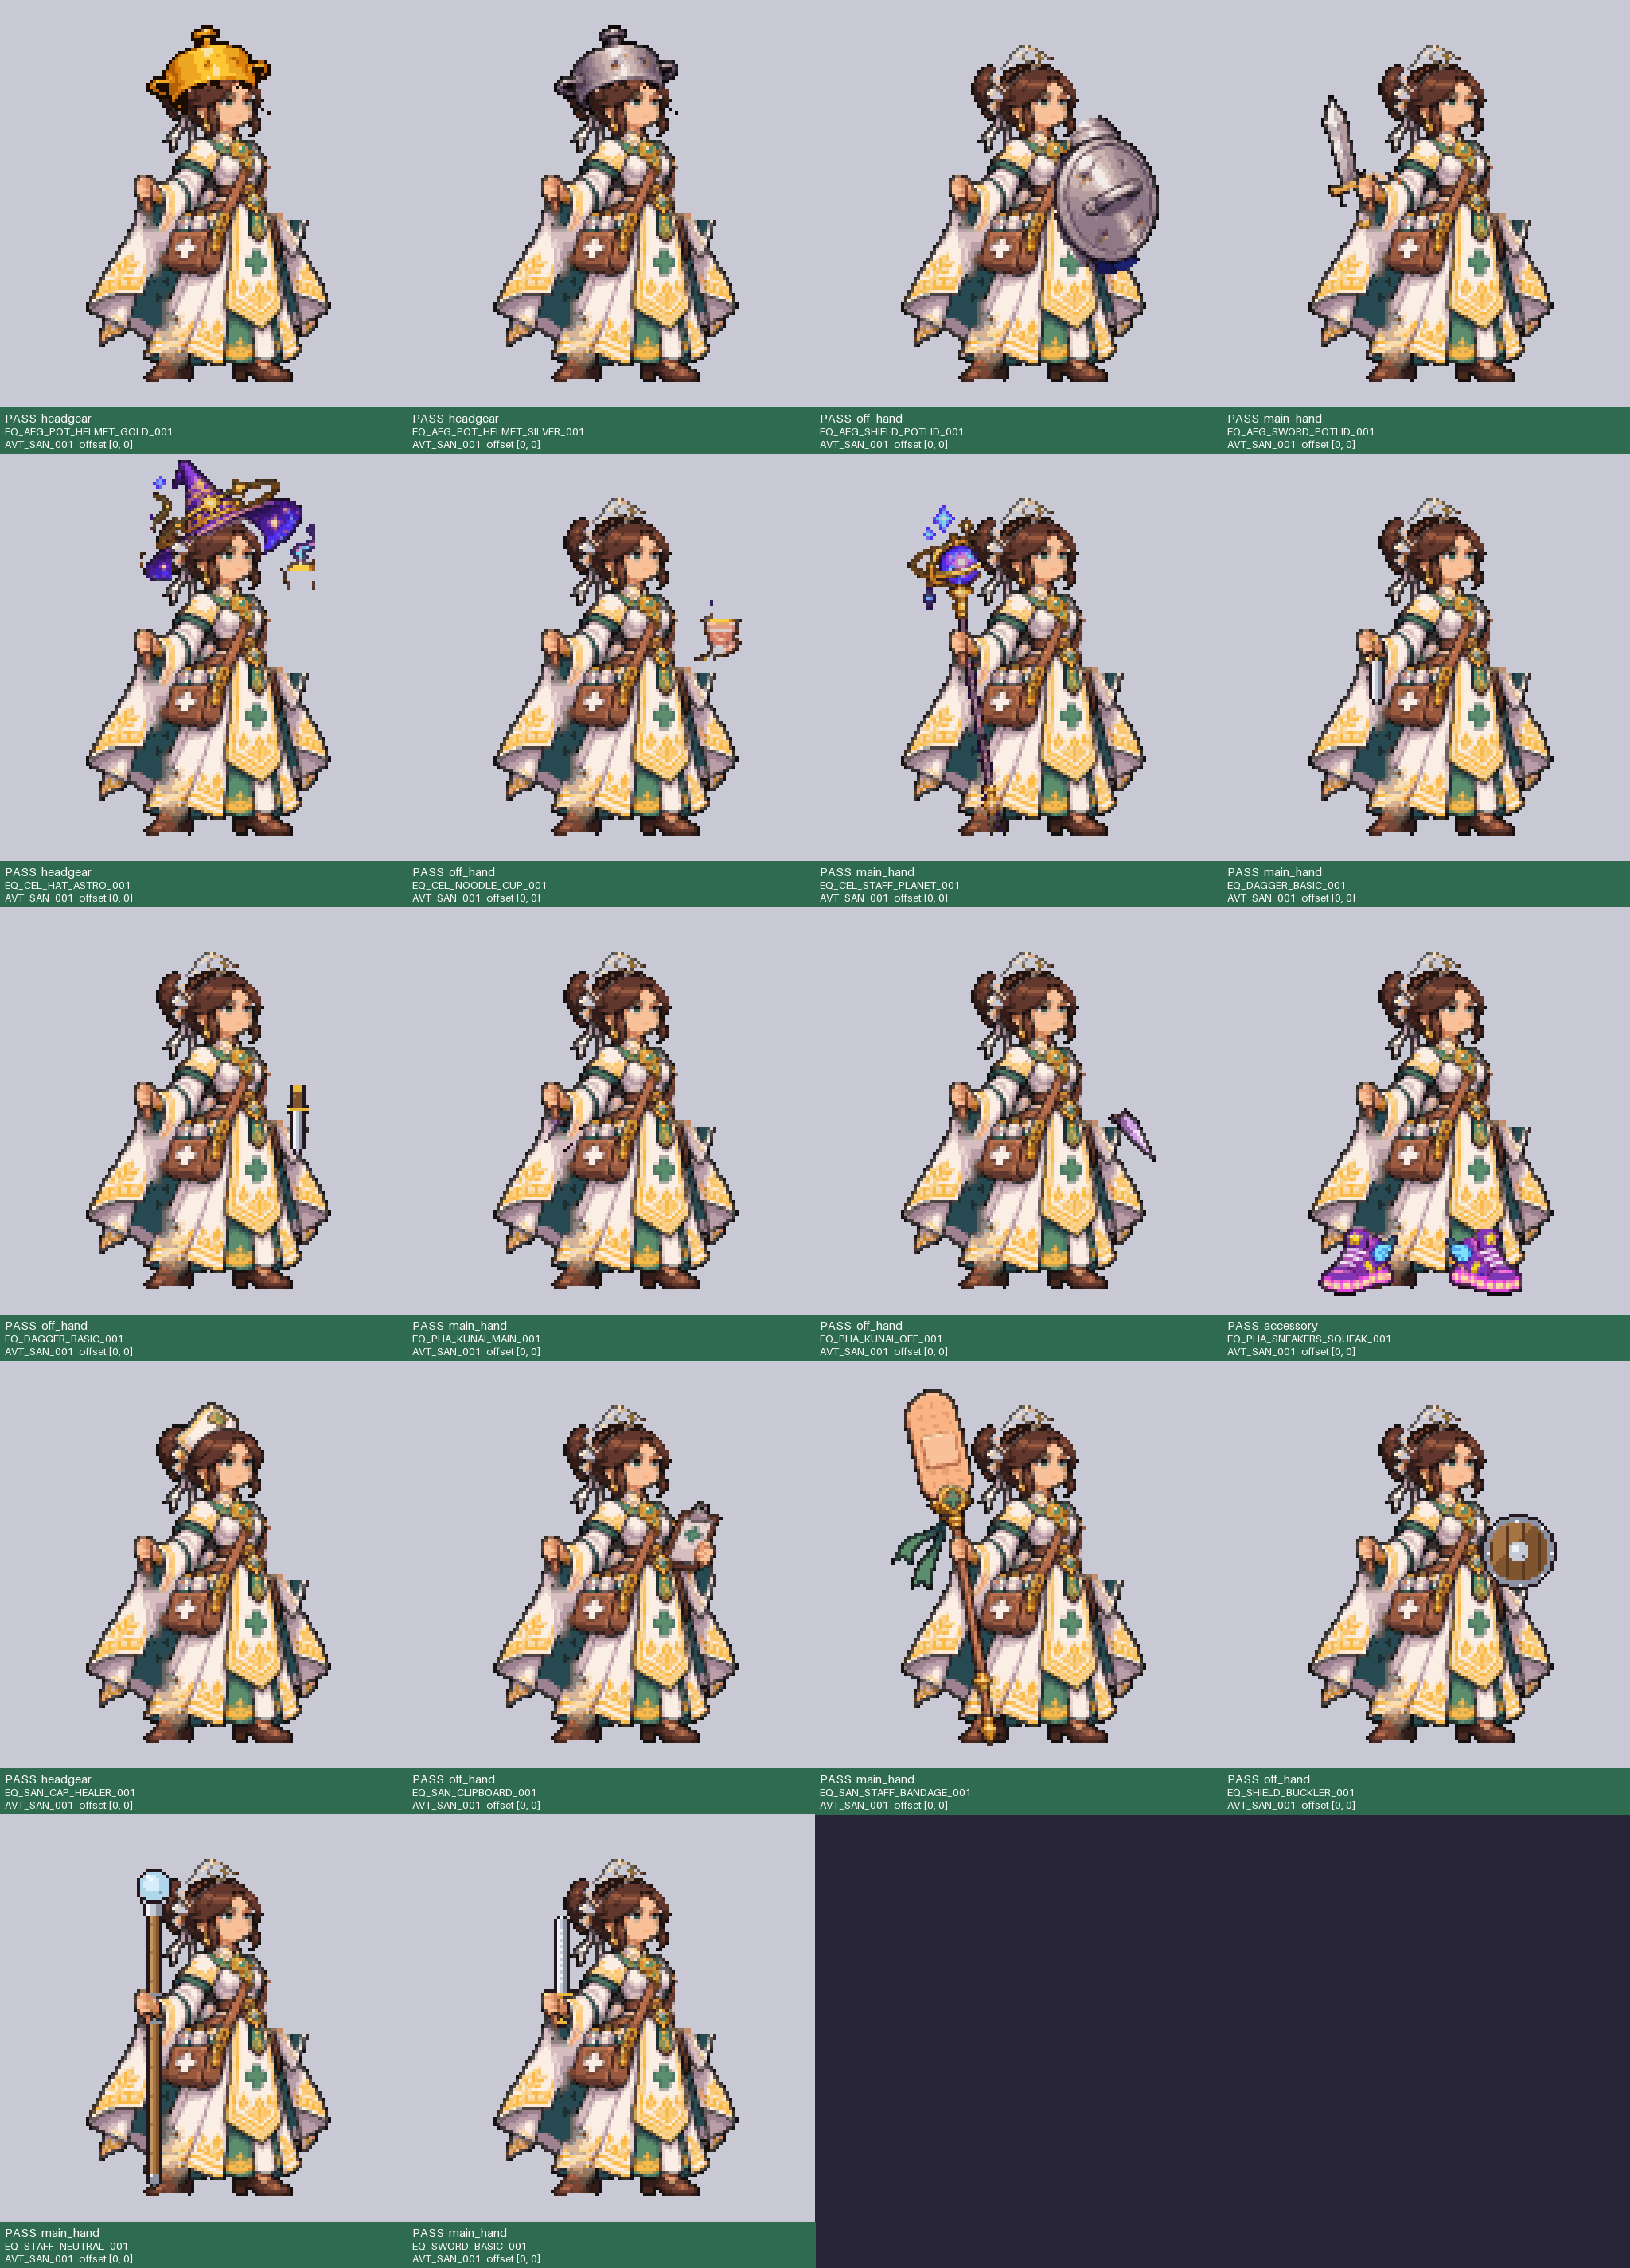 PASS headgear
EQ_AEG_POT_HELMET_GOLD_001
AVT_SAN_001 offset [0, 0]
PASS headgear
EQ_AEG_POT_HELMET_SILVER_001
AVT_SAN_001 offset [0, 0]
PASS off_hand
EQ_AEG_SHIELD_POTLID_001
AVT_SAN_001 offset [0, 0]
PASS main_hand
EQ_AEG_SWORD_POTLID_001
AVT_SAN_001 offset [0, 0]
PASS headgear
EQ_CEL_HAT_ASTRO_001
AVT_SAN_001 offset [0, 0]
PASS off_hand
EQ_CEL_NOODLE_CUP_001
AVT_SAN_001 offset [0, 0]
PASS main_hand
EQ_CEL_STAFF_PLANET_001
AVT_SAN_001 offset [0, 0]
PASS main_hand
EQ_DAGGER_BASIC_001
AVT_SAN_001 offset [0, 0]
PASS off_hand
EQ_DAGGER_BASIC_001
AVT_SAN_001 offset [0, 0]
PASS main_hand
EQ_PHA_KUNAI_MAIN_001
AVT_SAN_001 offset [0, 0]
PASS off_hand
EQ_PHA_KUNAI_OFF_001
AVT_SAN_001 offset [0, 0]
PASS accessory
EQ_PHA_SNEAKERS_SQUEAK_001
AVT_SAN_001 offset [0, 0]
PASS headgear
EQ_SAN_CAP_HEALER_001
AVT_SAN_001 offset [0, 0]
PASS off_hand
EQ_SAN_CLIPBOARD_001
AVT_SAN_001 offset [0, 0]
PASS main_hand
EQ_SAN_STAFF_BANDAGE_001
AVT_SAN_001 offset [0, 0]
PASS off_hand
EQ_SHIELD_BUCKLER_001
AVT_SAN_001 offset [0, 0]
PASS main_hand
EQ_STAFF_NEUTRAL_001
AVT_SAN_001 offset [0, 0]
PASS main_hand
EQ_SWORD_BASIC_001
AVT_SAN_001 offset [0, 0]